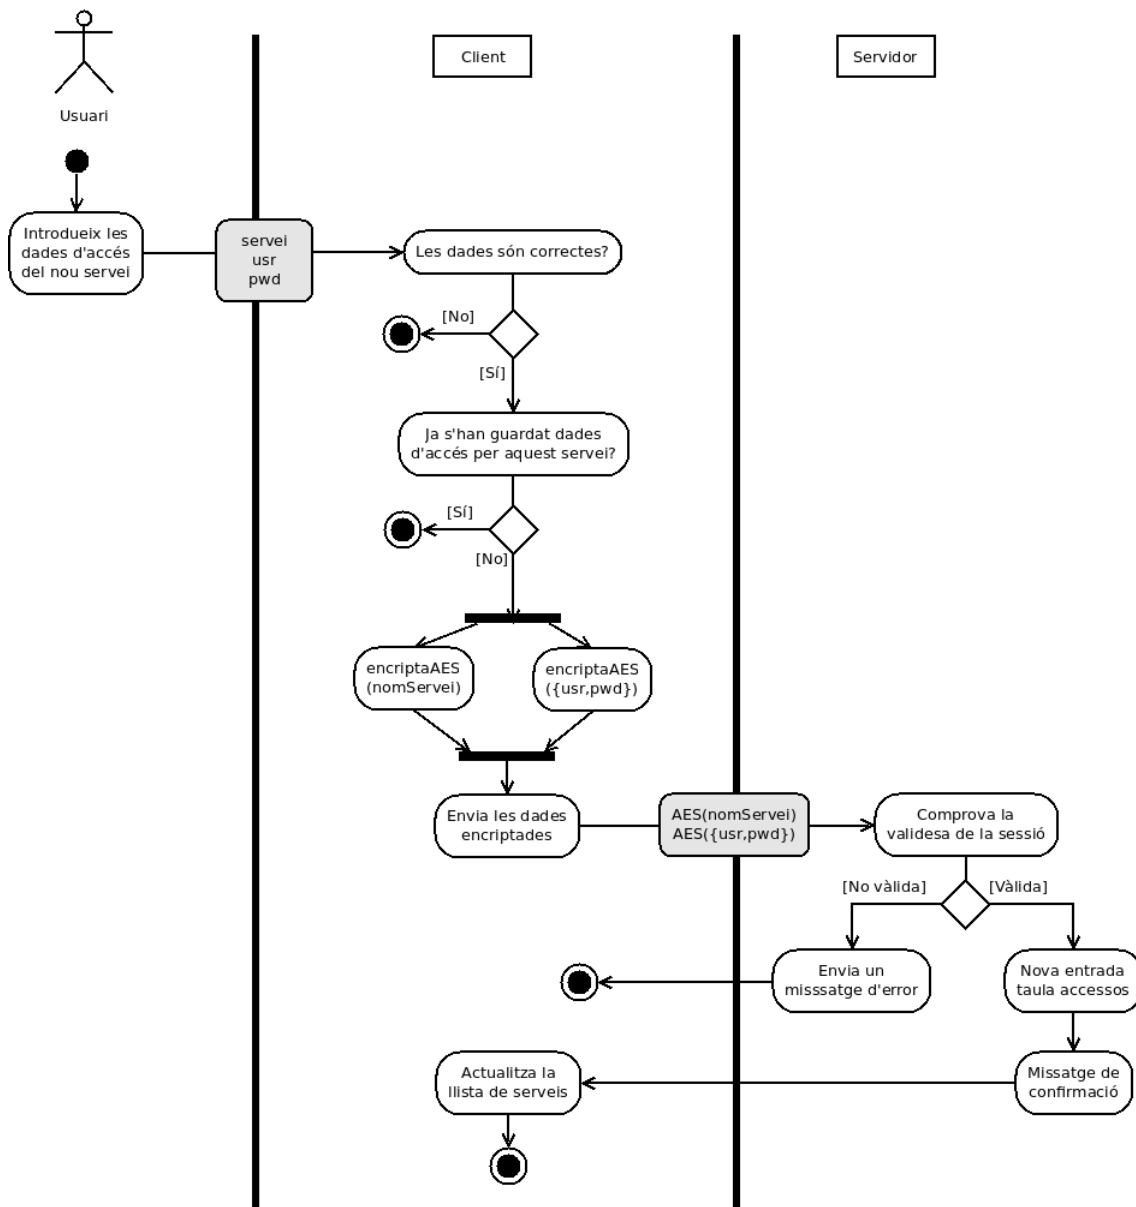 Usuari
Client
Servidor
Introdueix les
dades d'accés
del nou servei
servei
usr
pwd
Les dades són correctes?
[No]
[Sí]
Ja s'han guardat dades
d'accés per aquest servei?
[Sí]
[No]
encriptaAES
(nomServei)
encriptaAES
({usr,pwd})
Envia les dades
encriptades
AES(nomServei)
AES({usr,pwd})
Comprova la
validesa de la sessió
[No vàlida]
[Vàlida]
Envia un
misssatge d'error
Nova entrada
taula accessos
Actualitza la
llista de serveis
Missatge de
confirmació